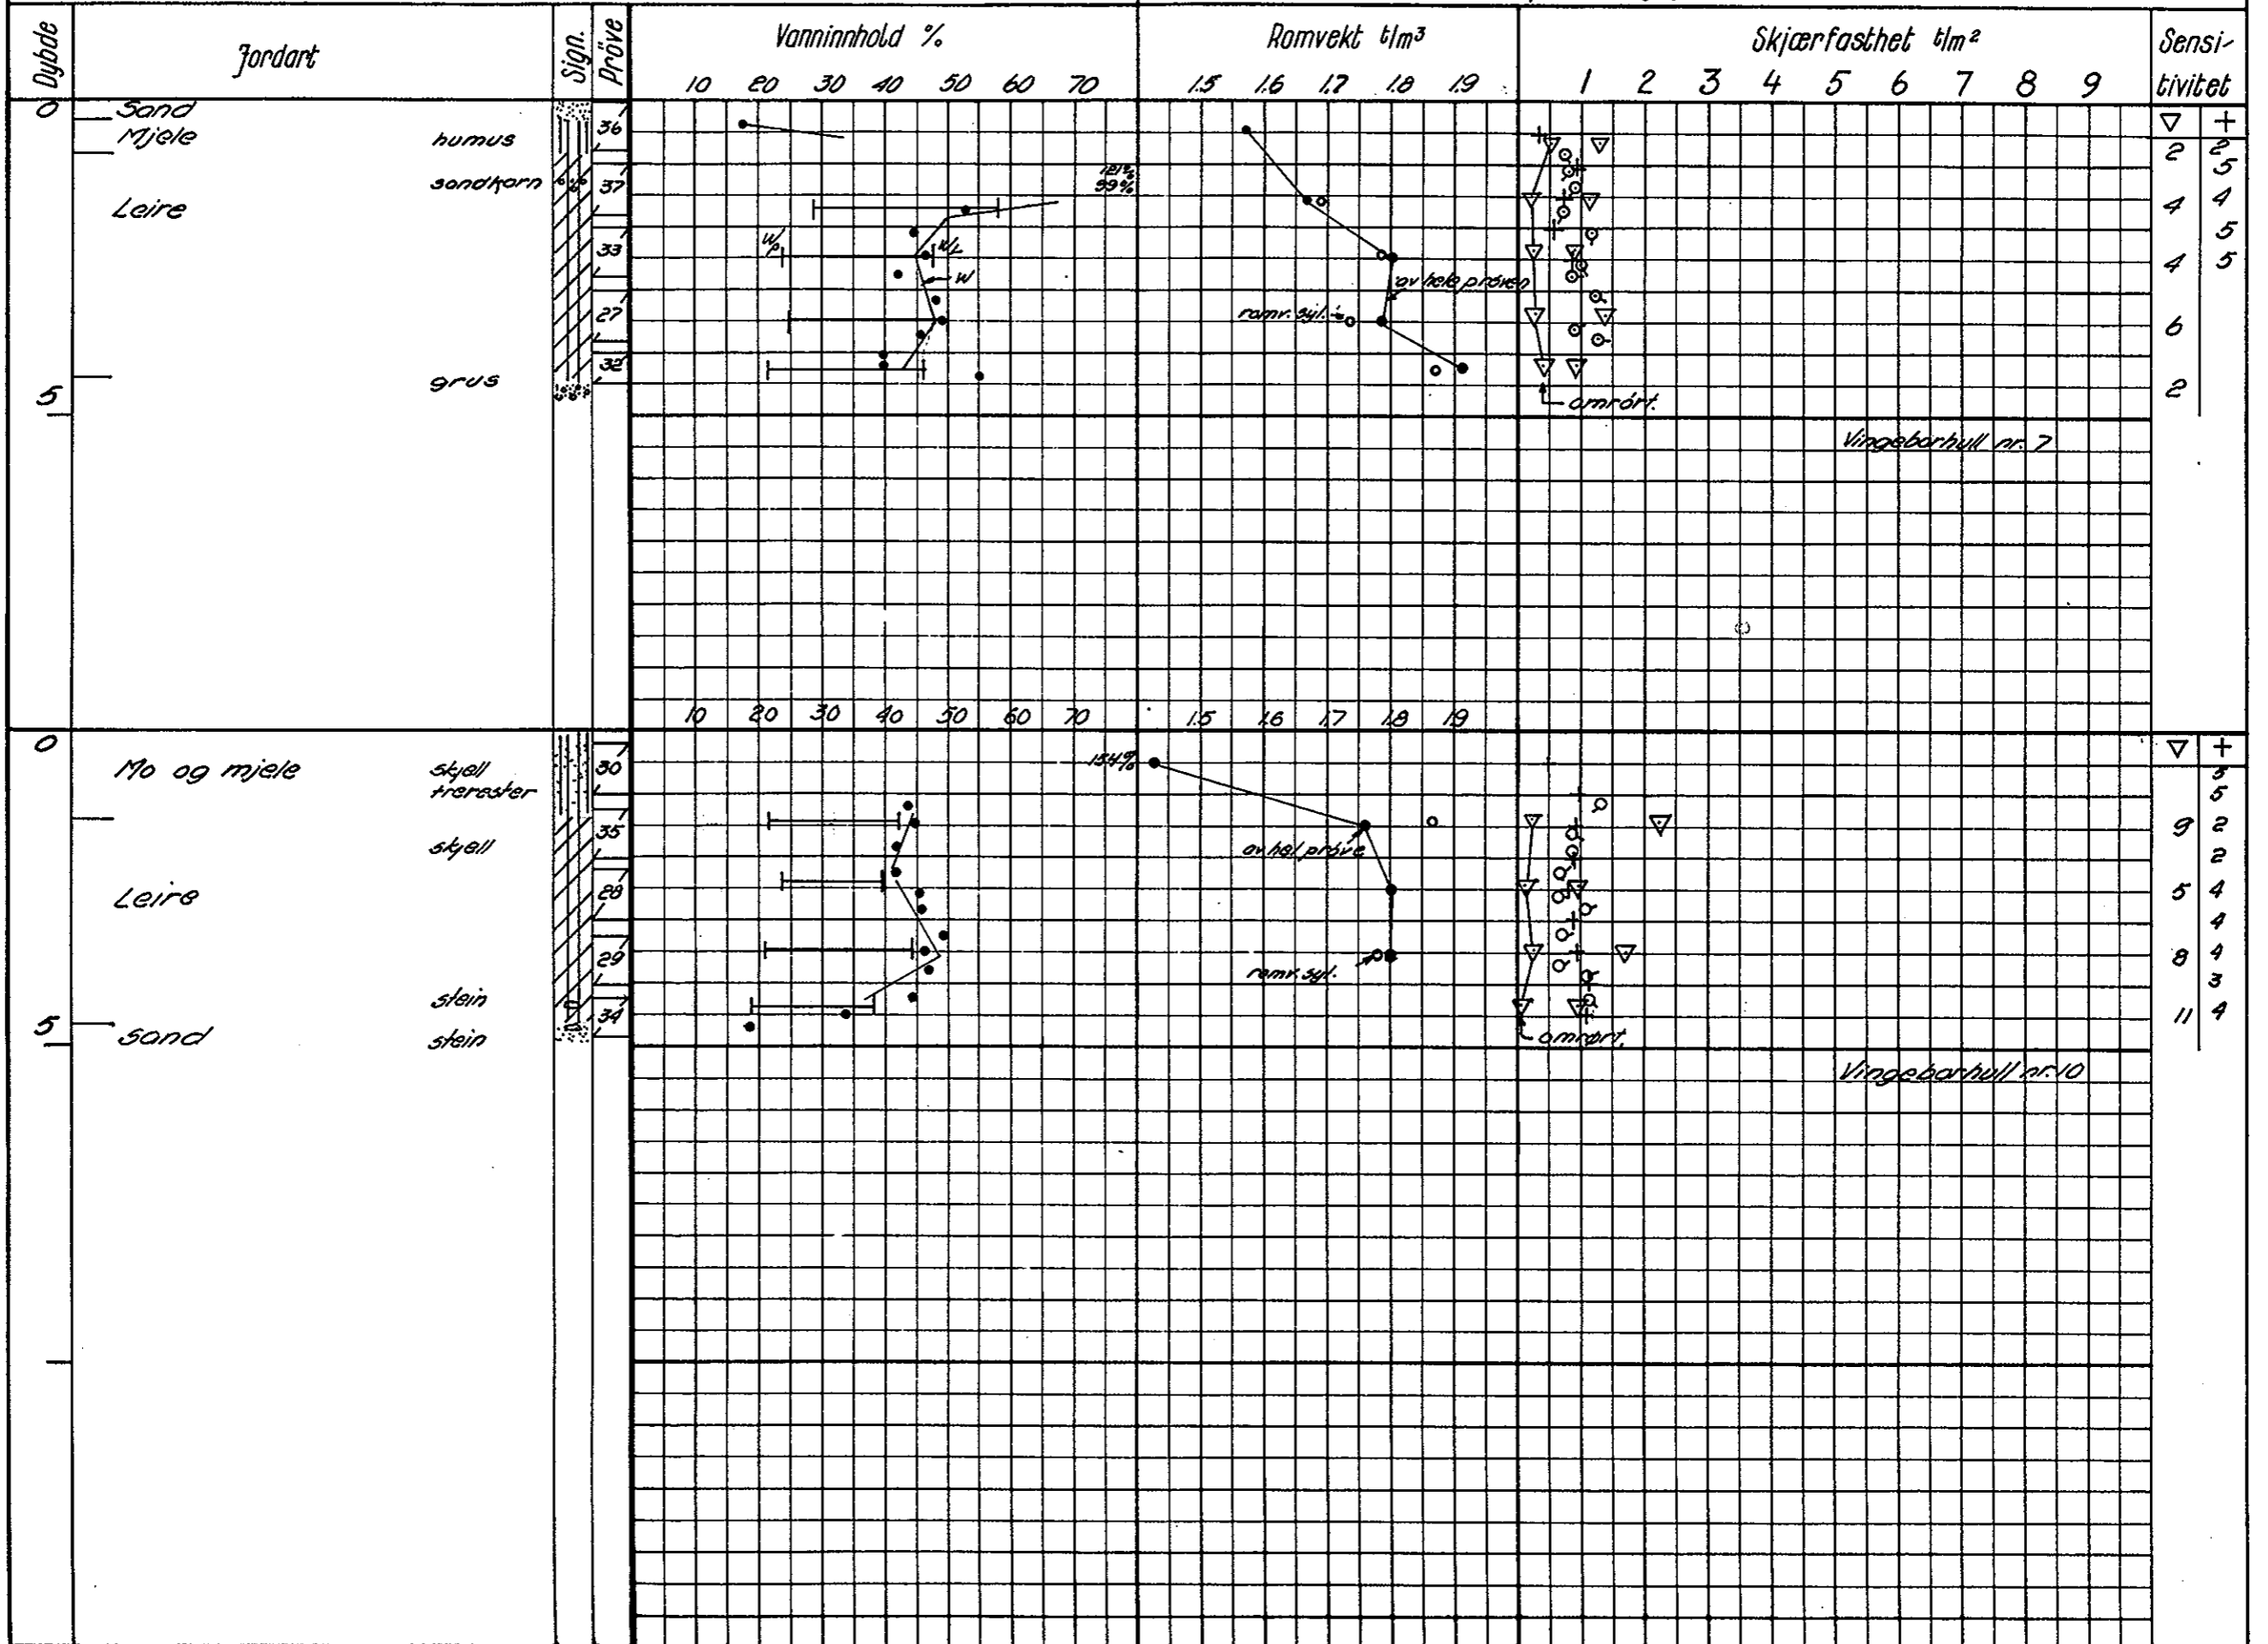 Dybde
Jordart
Sign.
Pröve
Vanninnhold %
Romvekt t/m³
Skjærfasthet t/m²
Sensi-
tivitet
10 20 30 40 50 60 70
1.5 1.6 1.7 1.8 1.9
1 2 3 4 5 6 7 8 9
0
Sand
Mjele humus
36
▽ +
2 2
5
sandkorn
37
121%
99%
Leire
4 4
5
Wp
33
WL
4 5
W
av hele pröven
27
romv. syl.
6
32
grus
5
2
omrört.
Vingeborhull nr. 7
10 20 30 40 50 60 70
1.5 1.6 1.7 1.8 1.9
0
▽ +
Mo og mjele skjell
30
154%
5
trerester
5
35
9 2
skjell
av hel pröve
2
28
Leire
5 4
4
29
8 4
romv. syl.
3
stein
34
11 4
5
Sand stein
omrört.
Vingeborhull nr. 10